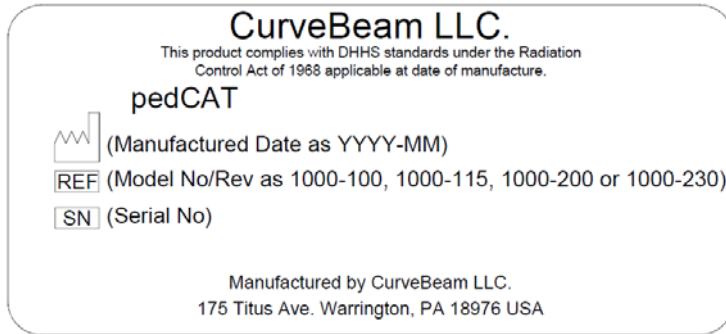 CurveBeam LLC.
This product complies with DHHS standards under the Radiation
Control Act of 1968 applicable at date of manufacture.
pedCAT
(Manufactured Date as YYYY-MM)
REF (Model No/Rev as 1000-100, 1000-115, 1000-200 or 1000-230)
SN (Serial No)
Manufactured by CurveBeam LLC.
175 Titus Ave. Warrington, PA 18976 USA